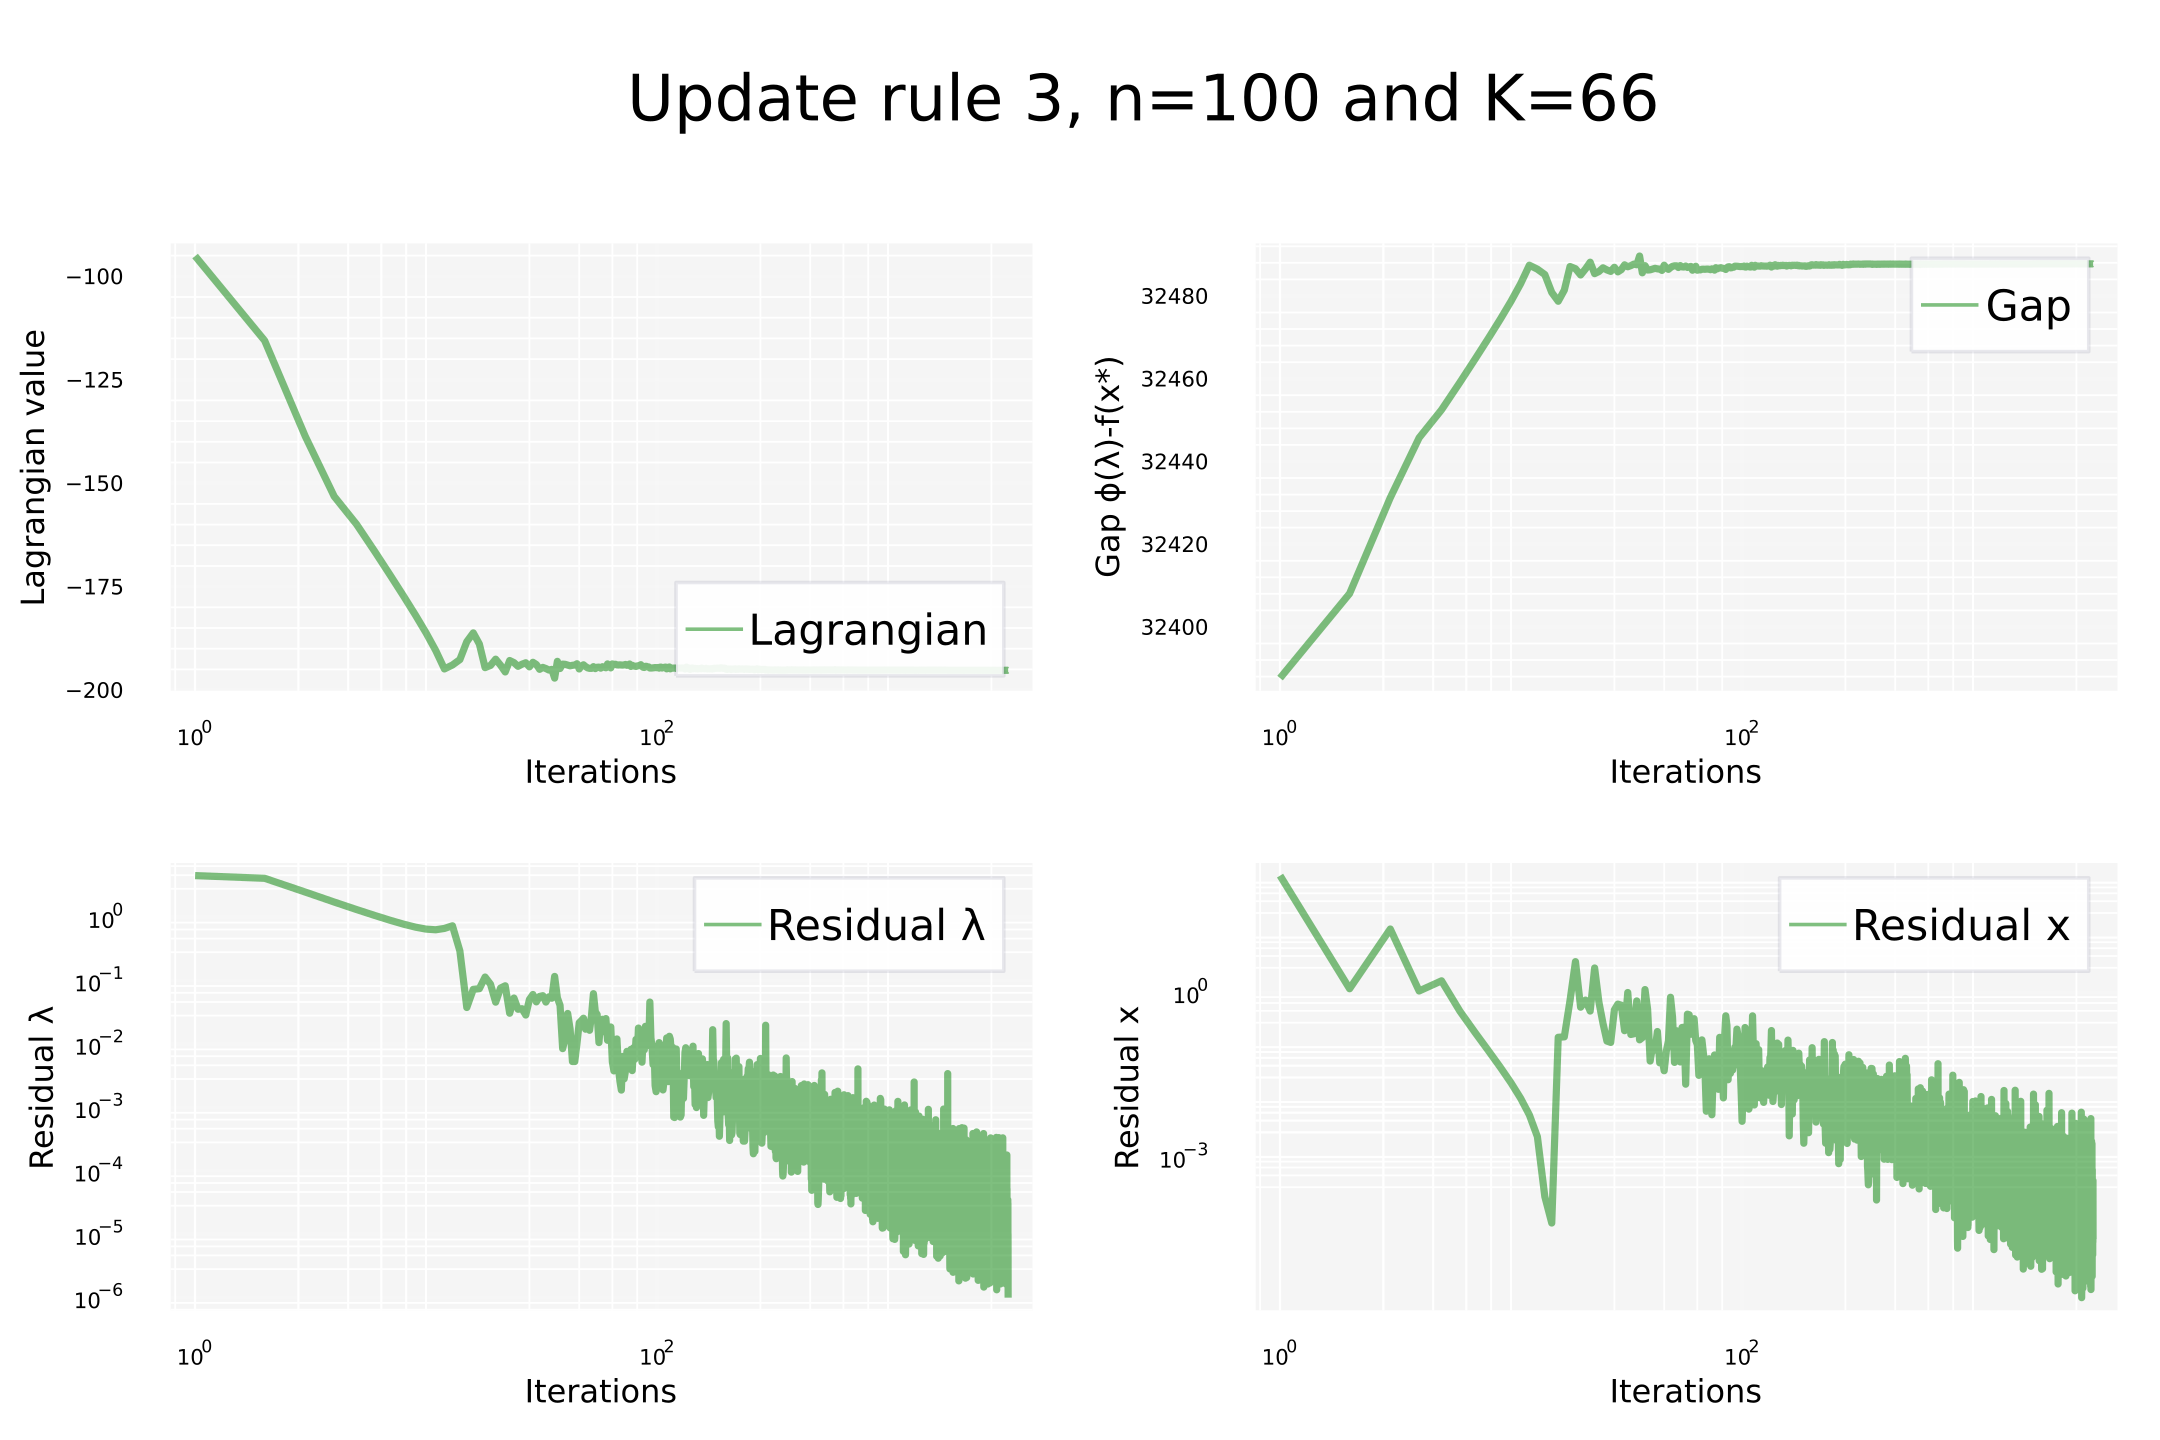 Update rule 3, n=100 and K=66
Lagrangian value
−100
−125
−150
−175
−200
Lagrangian
10^0
10^2
Iterations
Gap ϕ(λ)-f(x*)
32480
32460
32440
32420
32400
Gap
10^0
10^2
Iterations
Residual λ
10^0
10^−1
10^−2
10^−3
10^−4
10^−5
10^−6
Residual λ
10^0
10^2
Iterations
Residual x
10^0
10^−3
Residual x
10^0
10^2
Iterations